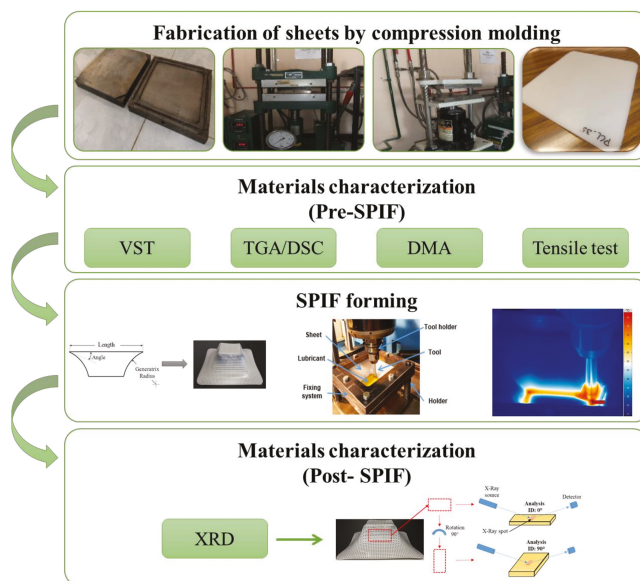 Fabrication of sheets by compression molding
Materials characterization
(Pre-SPIF)
VST
TGA/DSC
DMA
Tensile test
SPIF forming
Length
Angle
Generatrix
Radius
Sheet
Lubricant
Fixing
system
Tool holder
Tool
Holder
Materials characterization
(Post- SPIF)
XRD
Rotation
90°
X-Ray
source
Analysis
ID: 0°
Detector
X-Ray spot
Analysis
ID: 90°